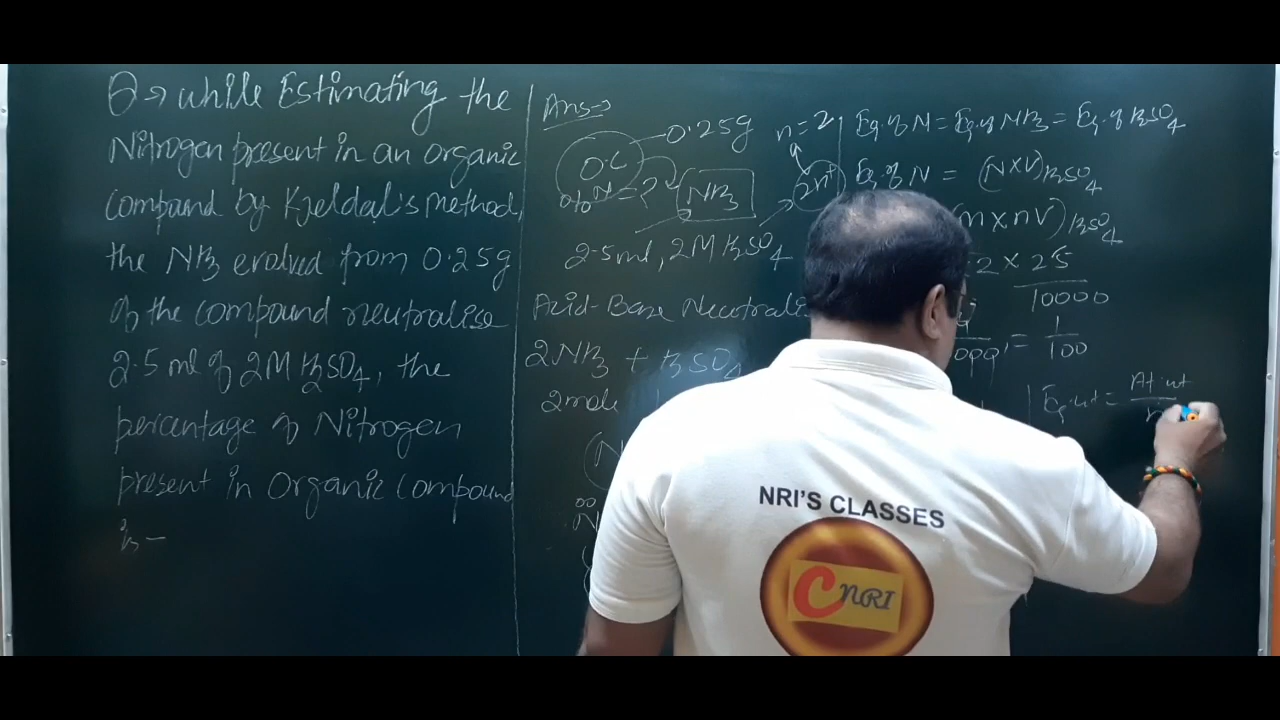 Q → while Estimating the
Nitrogen present in an organic
compound by Kjeldal's method,
the NH3 evolved from 0.25g
of the compound neutralise
2.5 ml of 2M H2SO4, the
percentage of Nitrogen
present in Organic Compound
is -
Ans →
0.25g
O.C
% N = ?
NH3
n = 2
2H+
2.5 ml, 2M H2SO4
Acid-Base Neutrali
2NH3 + H2SO4
2mole
Eq. of N = Eq. of NH3 = Eq. of H2SO4
Eq. of N = (N×V) H2SO4
(M × nV) H2SO4
2 × 25
10000
= 1/100
Eq. wt = At. wt
NRI'S CLASSES
CNRI